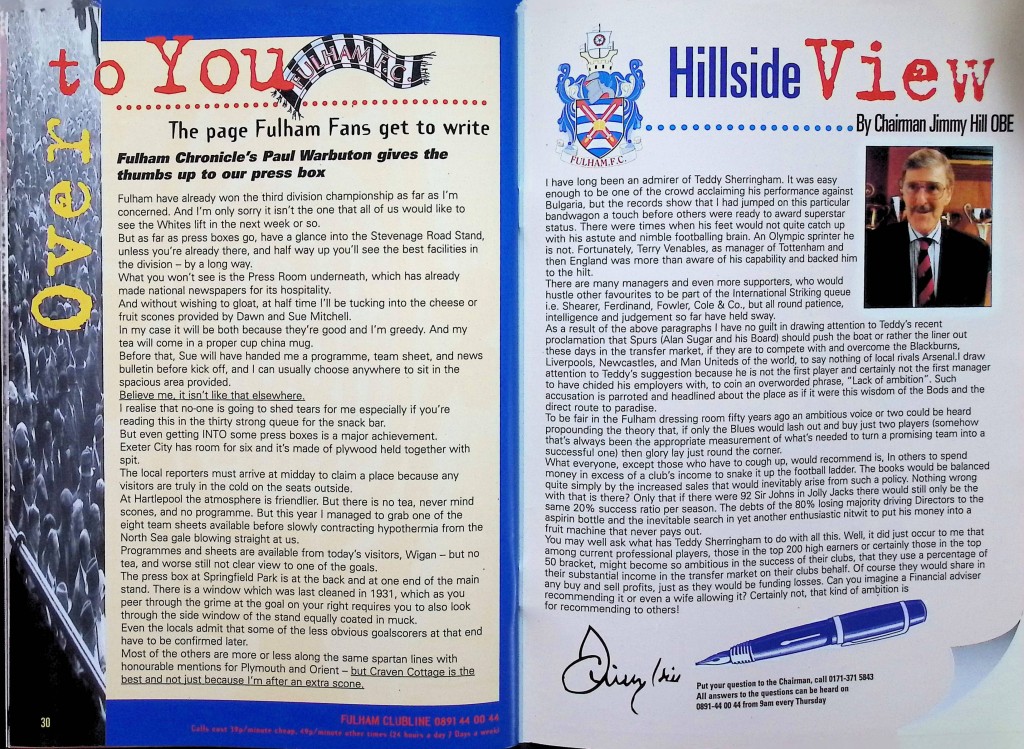 Over
to You
FULHAM F.C.
The page Fulham Fans get to write
Fulham Chronicle's Paul Warbuton gives the
thumbs up to our press box
Fulham have already won the third division championship as far as I'm
concerned. And I'm only sorry it isn't the one that all of us would like to
see the Whites lift in the next week or so.
But as far as press boxes go, have a glance into the Stevenage Road Stand,
unless you're already there, and half way up you'll see the best facilities in
the division – by a long way.
What you won't see is the Press Room underneath, which has already
made national newspapers for its hospitality.
And without wishing to gloat, at half time I'll be tucking into the cheese or
fruit scones provided by Dawn and Sue Mitchell.
In my case it will be both because they're good and I'm greedy. And my
tea will come in a proper cup china mug.
Before that, Sue will have handed me a programme, team sheet, and news
bulletin before kick off, and I can usually choose anywhere to sit in the
spacious area provided.
Believe me, it isn't like that elsewhere.
I realise that no-one is going to shed tears for me especially if you're
reading this in the thirty strong queue for the snack bar.
But even getting INTO some press boxes is a major achievement.
Exeter City has room for six and it's made of plywood held together with
spit.
The local reporters must arrive at midday to claim a place because any
visitors are truly in the cold on the seats outside.
At Hartlepool the atmosphere is friendlier. But there is no tea, never mind
scones, and no programme. But this year I managed to grab one of the
eight team sheets available before slowly contracting hypothermia from the
North Sea gale blowing straight at us.
Programmes and sheets are available from today's visitors, Wigan – but no
tea, and worse still not clear view to one of the goals.
The press box at Springfield Park is at the back and at one end of the main
stand. There is a window which was last cleaned in 1931, which as you
peer through the grime at the goal on your right requires you to also look
through the side window of the stand equally coated in muck.
Even the locals admit that some of the less obvious goalscorers at that end
have to be confirmed later.
Most of the others are more or less along the same spartan lines with
honourable mentions for Plymouth and Orient – but Craven Cottage is the
best and not just because I'm after an extra scone.
30
FULHAM CLUBLINE 0891 44 00 44
Calls cost 39p/minute cheap, 49p/minute other times (24 hours a day 7 Days a week)
FULHAM F.C.
Hillside View
By Chairman Jimmy Hill OBE
I have long been an admirer of Teddy Sherringham. It was easy
enough to be one of the crowd acclaiming his performance against
Bulgaria, but the records show that I had jumped on this particular
bandwagon a touch before others were ready to award superstar
status. There were times when his feet would not quite catch up
with his astute and nimble footballing brain. An Olympic sprinter he
is not. Fortunately, Terry Venables, as manager of Tottenham and
then England was more than aware of his capability and backed him
to the hilt.
There are many managers and even more supporters, who would
hustle other favourites to be part of the International Striking queue
i.e. Shearer, Ferdinand, Fowler, Cole & Co., but all round patience,
intelligence and judgement so far have held sway.
As a result of the above paragraphs I have no guilt in drawing attention to Teddy's recent
proclamation that Spurs (Alan Sugar and his Board) should push the boat or rather the liner out
these days in the transfer market, if they are to compete with and overcome the Blackburns,
Liverpools, Newcastles, and Man Uniteds of the world, to say nothing of local rivals Arsenal.I draw
attention to Teddy's suggestion because he is not the first player and certainly not the first manager
to have chided his employers with, to coin an overworded phrase, "Lack of ambition". Such
accusation is parroted and headlined about the place as if it were this wisdom of the Bods and the
direct route to paradise.
To be fair in the Fulham dressing room fifty years ago an ambitious voice or two could be heard
propounding the theory that, if only the Blues would lash out and buy just two players (somehow
that's always been the appropriate measurement of what's needed to turn a promising team into a
successful one) then glory lay just round the corner.
What everyone, except those who have to cough up, would recommend is, In others to spend
money in excess of a club's income to snake it up the football ladder. The books would be balanced
quite simply by the increased sales that would inevitably arise from such a policy. Nothing wrong
with that is there? Only that if there were 92 Sir Johns in Jolly Jacks there would still only be the
same 20% success ratio per season. The debts of the 80% losing majority driving Directors to the
aspirin bottle and the inevitable search in yet another enthusiastic nitwit to put his money into a
fruit machine that never pays out.
You may well ask what has Teddy Sherringham to do with all this. Well, it did just occur to me that
among current professional players, those in the top 200 high earners or certainly those in the top
50 bracket, might become so ambitious in the success of their clubs, that they use a percentage of
their substantial income in the transfer market on their clubs behalf. Of course they would share in
any buy and sell profits, just as they would be funding losses. Can you imagine a Financial adviser
recommending it or even a wife allowing it? Certainly not, that kind of ambition is
for recommending to others!
Put your question to the Chairman, call 0171-371 5843
All answers to the questions can be heard on
0891-44 00 44 from 9am every Thursday